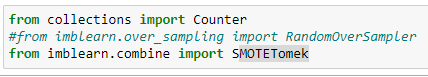 from collections import Counter
#from imblearn.over_sampling import RandomOverSampler
from imblearn.combine import SMOTETomek